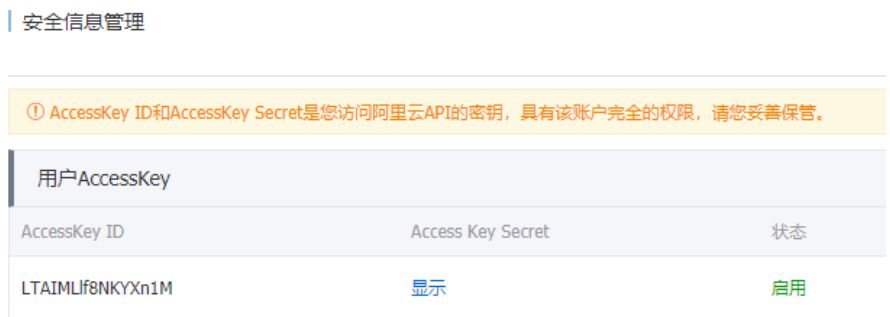 安全信息管理
① AccessKey ID和AccessKey Secret是您访问阿里云API的密钥，具有该账户完全的权限，请您妥善保管。
用户AccessKey
AccessKey ID Access Key Secret 状态
LTAIMLlf8NKYXn1M 显示 启用